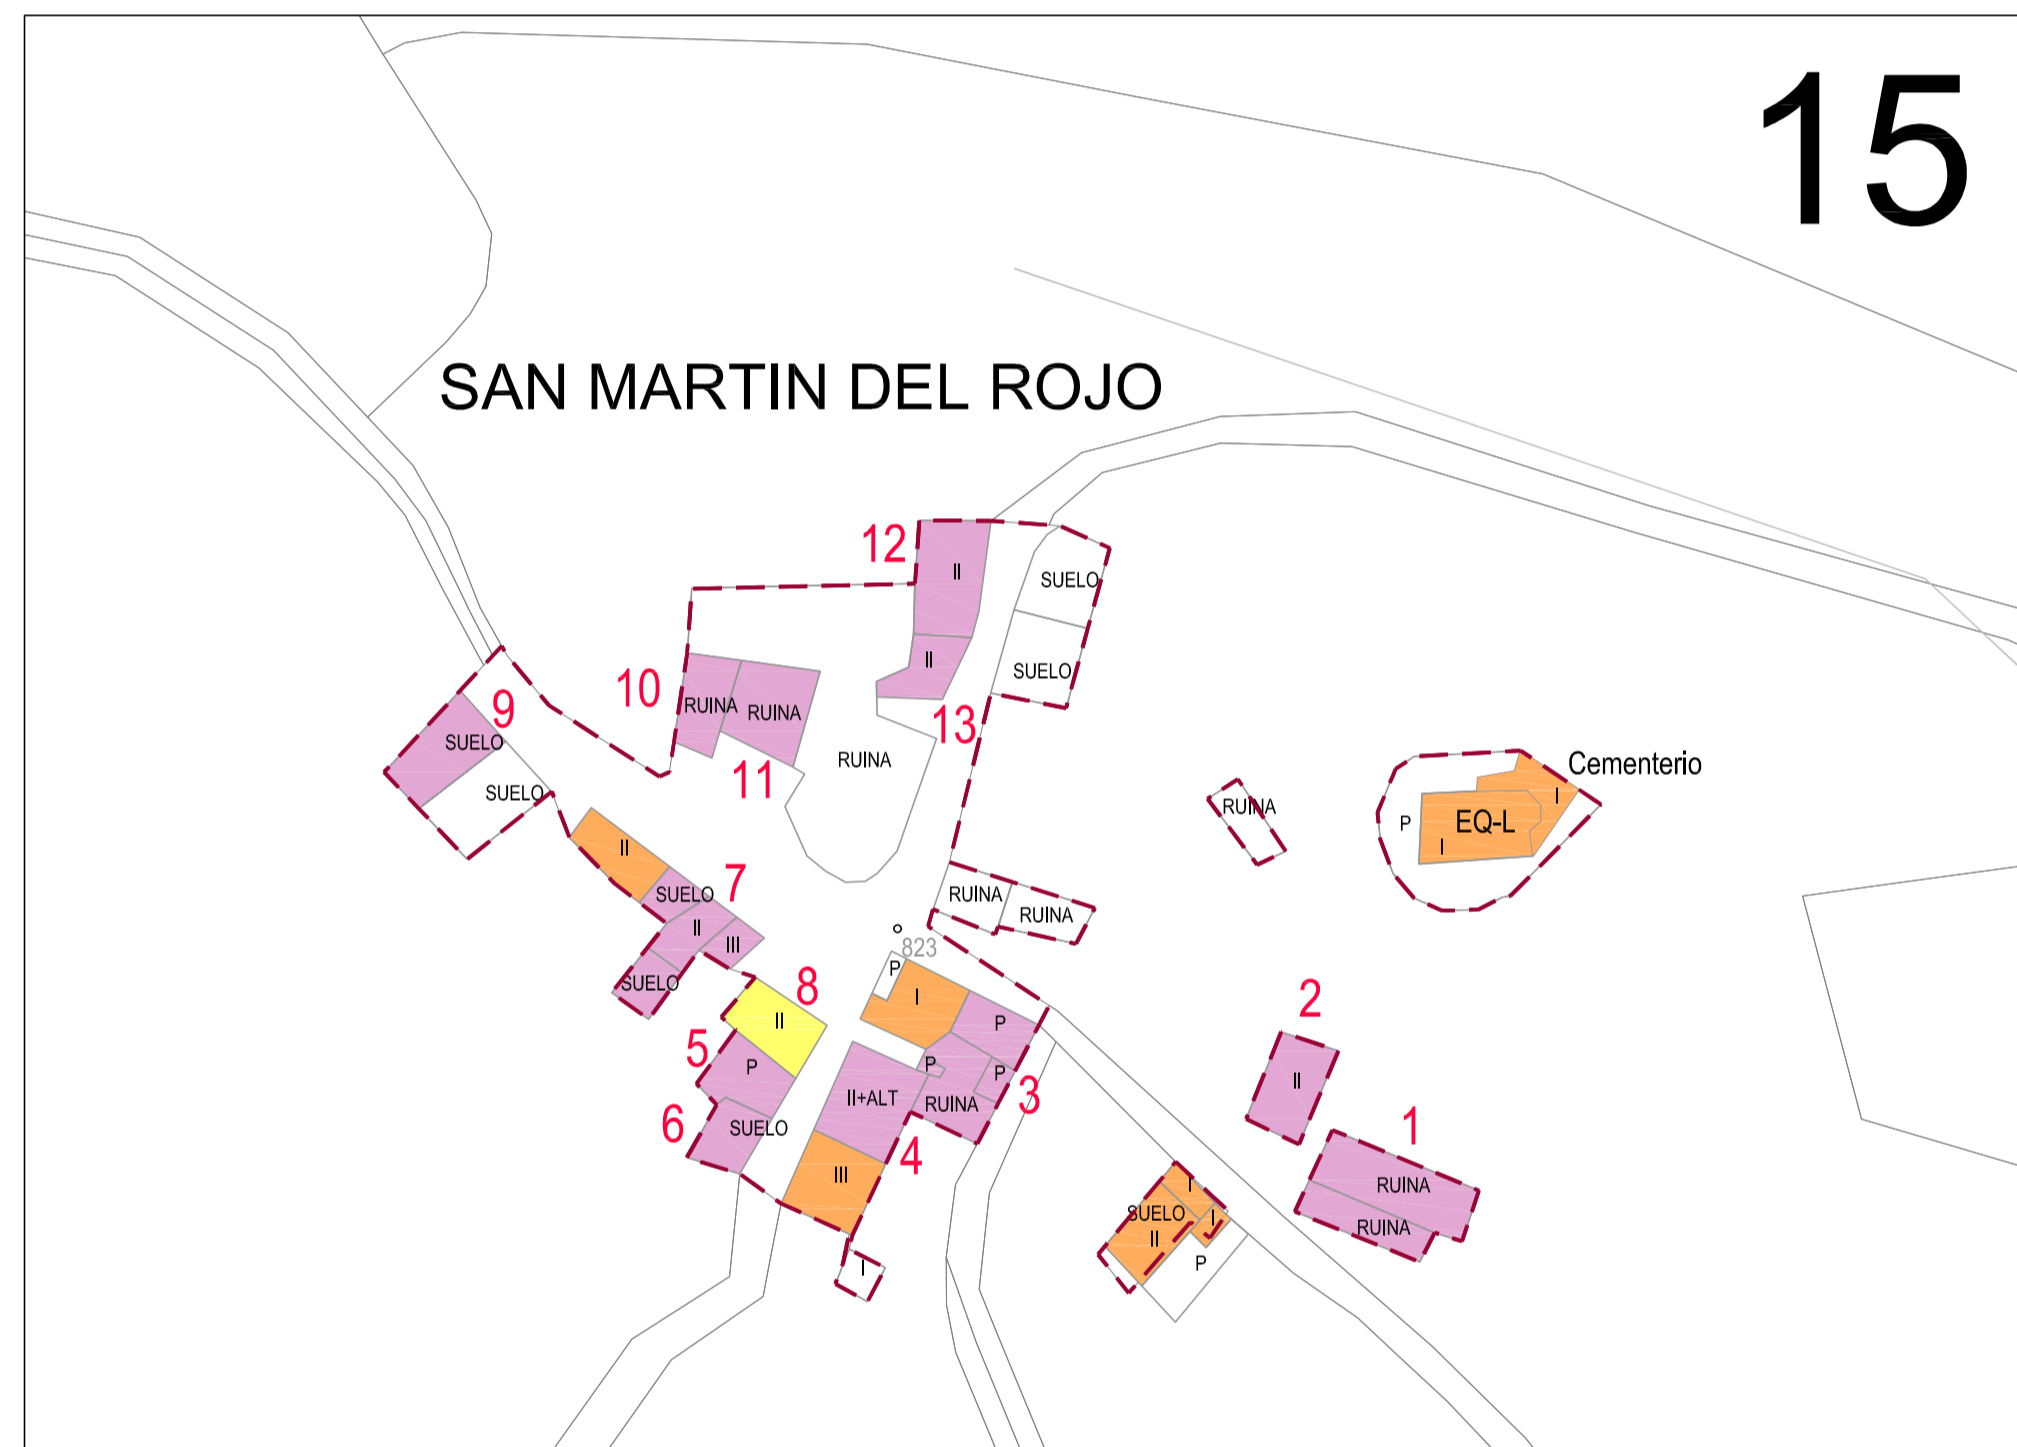 15
SAN MARTIN DEL ROJO
12
II
SUELO
II
SUELO
10
RUINA
RUINA
13
9
SUELO
SUELO
11
RUINA
Cementerio
RUINA
P
EQ-L
I
I
II
7
SUELO
II
III
SUELO
RUINA
RUINA
823
P
I
P
8
II
5
P
P
P
3
2
II
II+ALT
RUINA
6
SUELO
4
1
III
RUINA
RUINA
I
SUELO
I
II
P
I